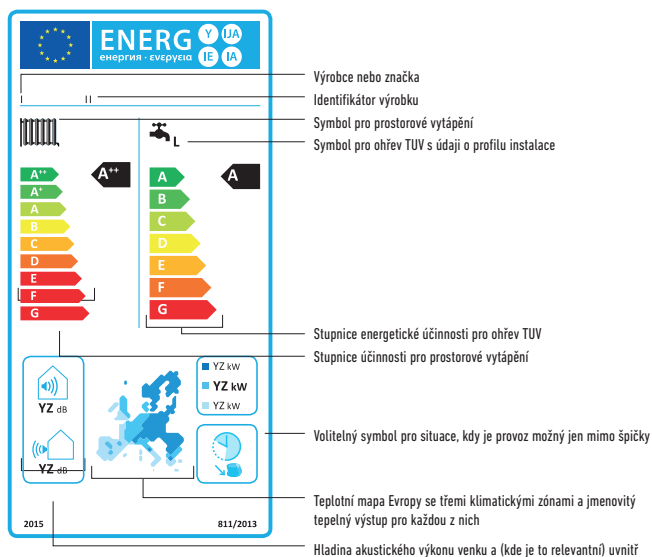 ENERG
енергия · ενεργεια
Y
IJA
IE
IA
I
II
Výrobce nebo značka
Identifikátor výrobku
Symbol pro prostorové vytápění
L
Symbol pro ohřev TUV s údaji o profilu instalace
A++
A+
A
B
C
D
E
F
G
A++
A
B
C
D
E
F
G
A
Stupnice energetické účinnosti pro ohřev TUV
Stupnice účinnosti pro prostorové vytápění
YZ dB
YZ dB
YZ kW
YZ kW
YZ kW
Volitelný symbol pro situace, kdy je provoz možný jen mimo špičky
Teplotní mapa Evropy se třemi klimatickými zónami a jmenovitý
tepelný výstup pro každou z nich
2015
811/2013
Hladina akustického výkonu venku a (kde je to relevantní) uvnitř